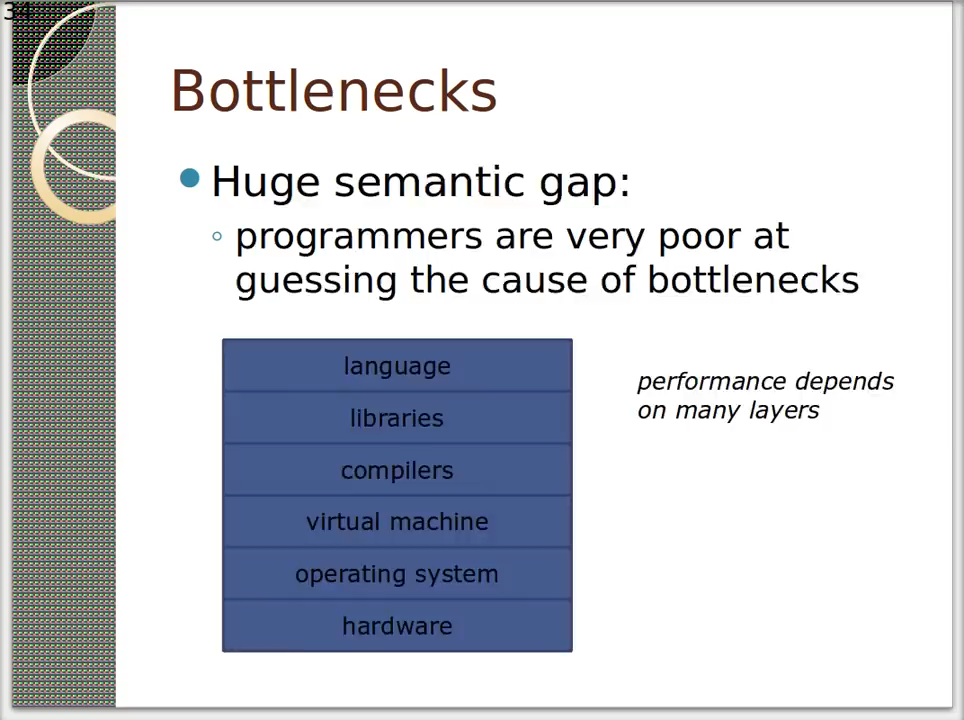 Bottlenecks
Huge semantic gap:
programmers are very poor at
guessing the cause of bottlenecks
language
libraries
compilers
virtual machine
operating system
hardware
performance depends
on many layers